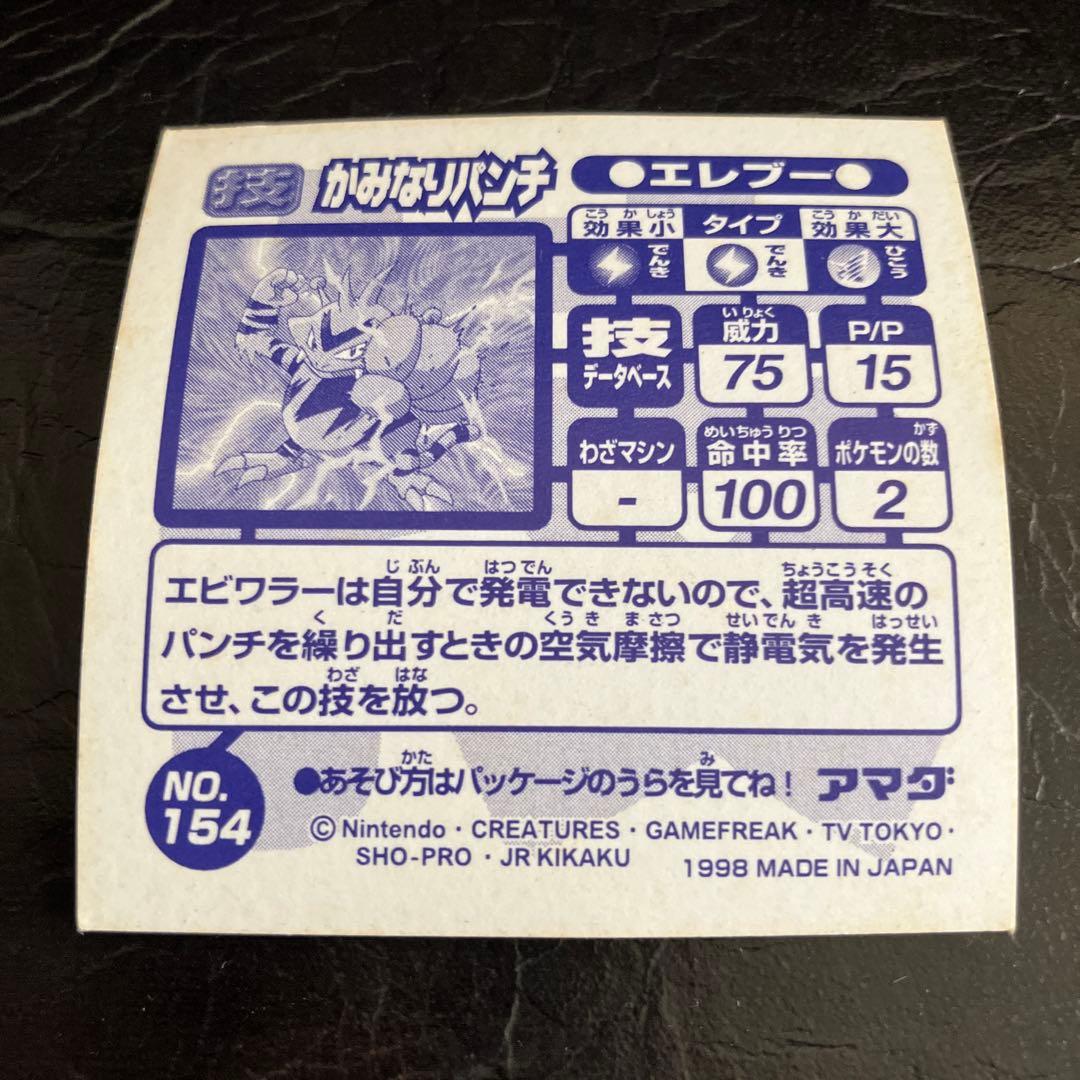 技 かみなりパンチ
●エレブー●
こうかしょう
効果小 タイプ
こうかだい
効果大
でんき でんき ひこう
技
データベース
いりょく
威力
75
P/P
15
わざマシン
-
めいちゅうりつ
命中率
100
かず
ポケモンの数
2
じぶん はつでん ちょうこうそく
エビワラーは自分で発電できないので、超高速の
く だ くうき まさつ せいでんき はっせい
パンチを繰り出すときの空気摩擦で静電気を発生
わざ はな
させ、この技を放つ。
NO.
154
かた み
●あそび方はパッケージのうらを見てね! アマダ
©Nintendo・CREATURES・GAMEFREAK・TV TOKYO・
SHO-PRO・JR KIKAKU
1998 MADE IN JAPAN